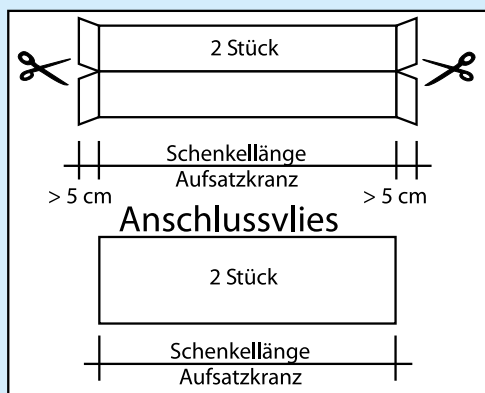 2 Stück
Schenkellänge
Aufsatzkranz
> 5 cm > 5 cm
Anschlussvlies
2 Stück
Schenkellänge
Aufsatzkranz